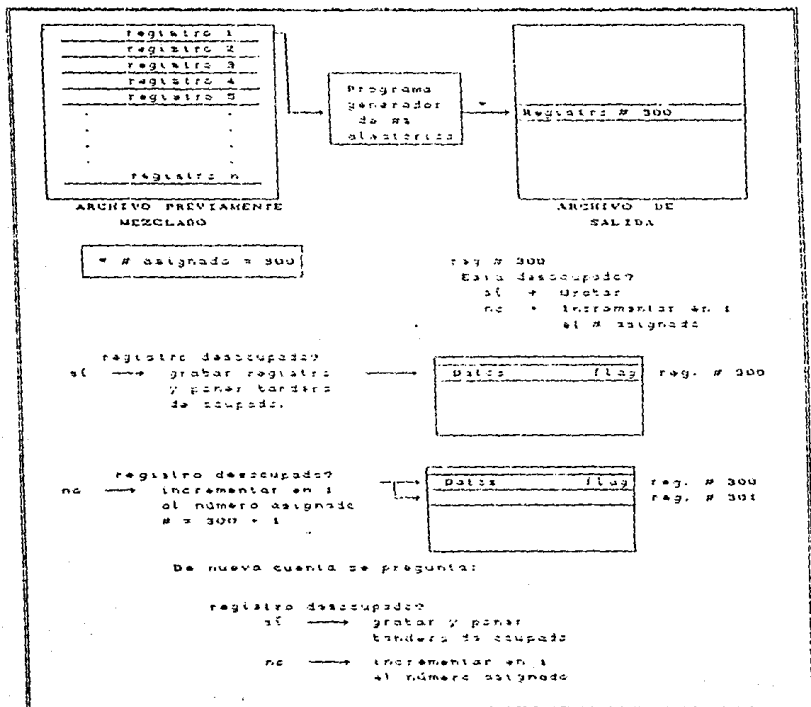 registro 1
registro 2
registro 3
registro 4
registro 5
registro n
ARCHIVO PREVIAMENTE
MEZCLADO
Programa
generador
de #s
aleatorios
*
Registro # 300
ARCHIVO DE
SALIDA
* # asignado = 300
reg # 300
Esta desocupado?
sí → Grabar
no → incrementar en 1
el # asignado
registro desocupado?
sí → grabar registro
y poner bandera
de ocupado.
Datos flag reg. # 300
registro desocupado?
no → incrementar en 1
el número asignado
# = 300 + 1
Datos flag reg. # 300
reg. # 301
De nueva cuenta se pregunta:
registro desocupado?
sí → grabar y poner
bandera de ocupado
no → incrementar en 1
el número asignado